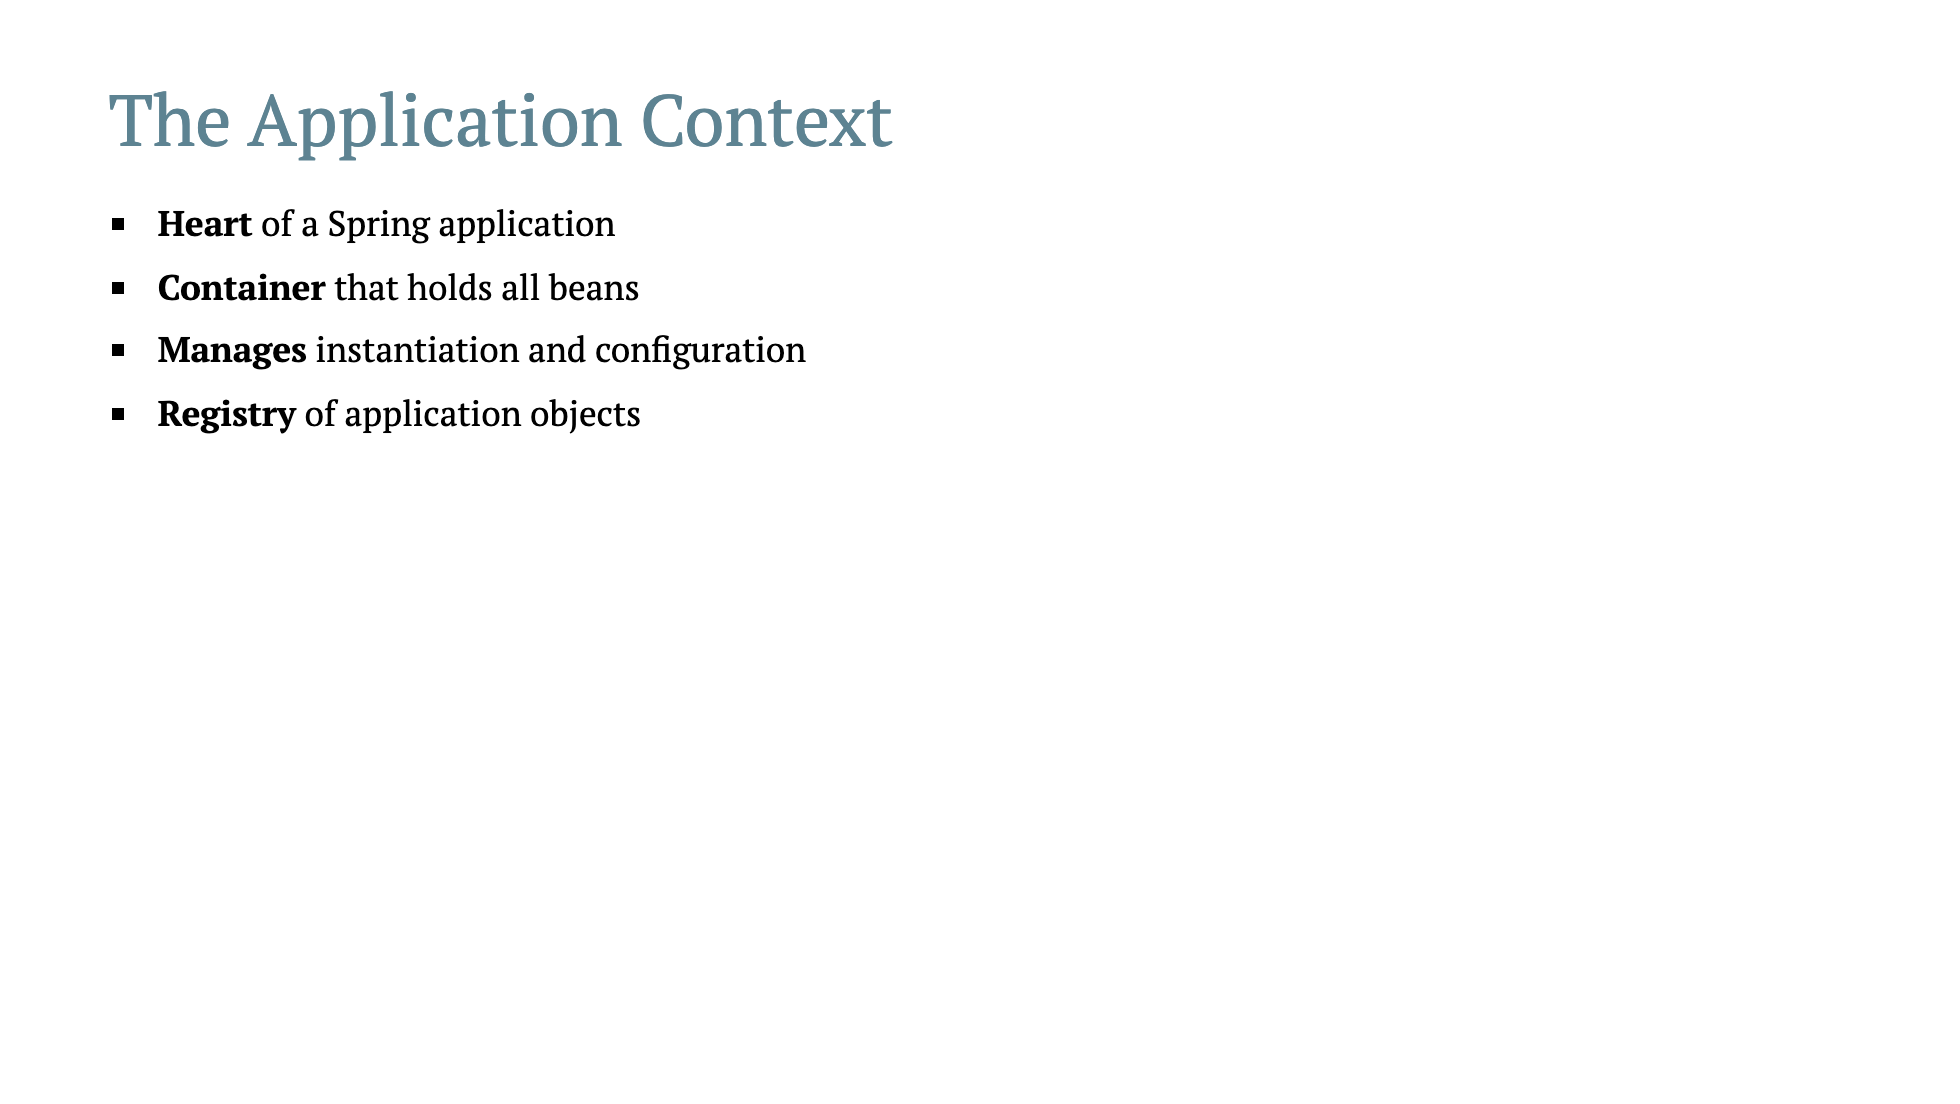 The Application Context
▪ Heart of a Spring application
▪ Container that holds all beans
▪ Manages instantiation and configuration
▪ Registry of application objects